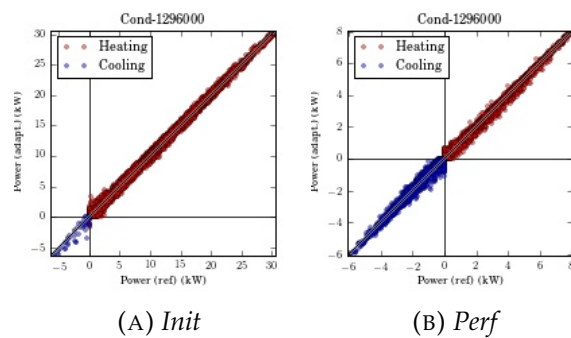 Cond-1296000
30
25
20
15
10
5
0
−5
Power (adapt.) (kW)
Heating
Cooling
−5 0 5 10 15 20 25 30
Power (ref) (kW)
(A) Init
Cond-1296000
8
6
4
2
0
−2
−4
−6
Power (adapt.) (kW)
Heating
Cooling
−6 −4 −2 0 2 4 6 8
Power (ref) (kW)
(B) Perf